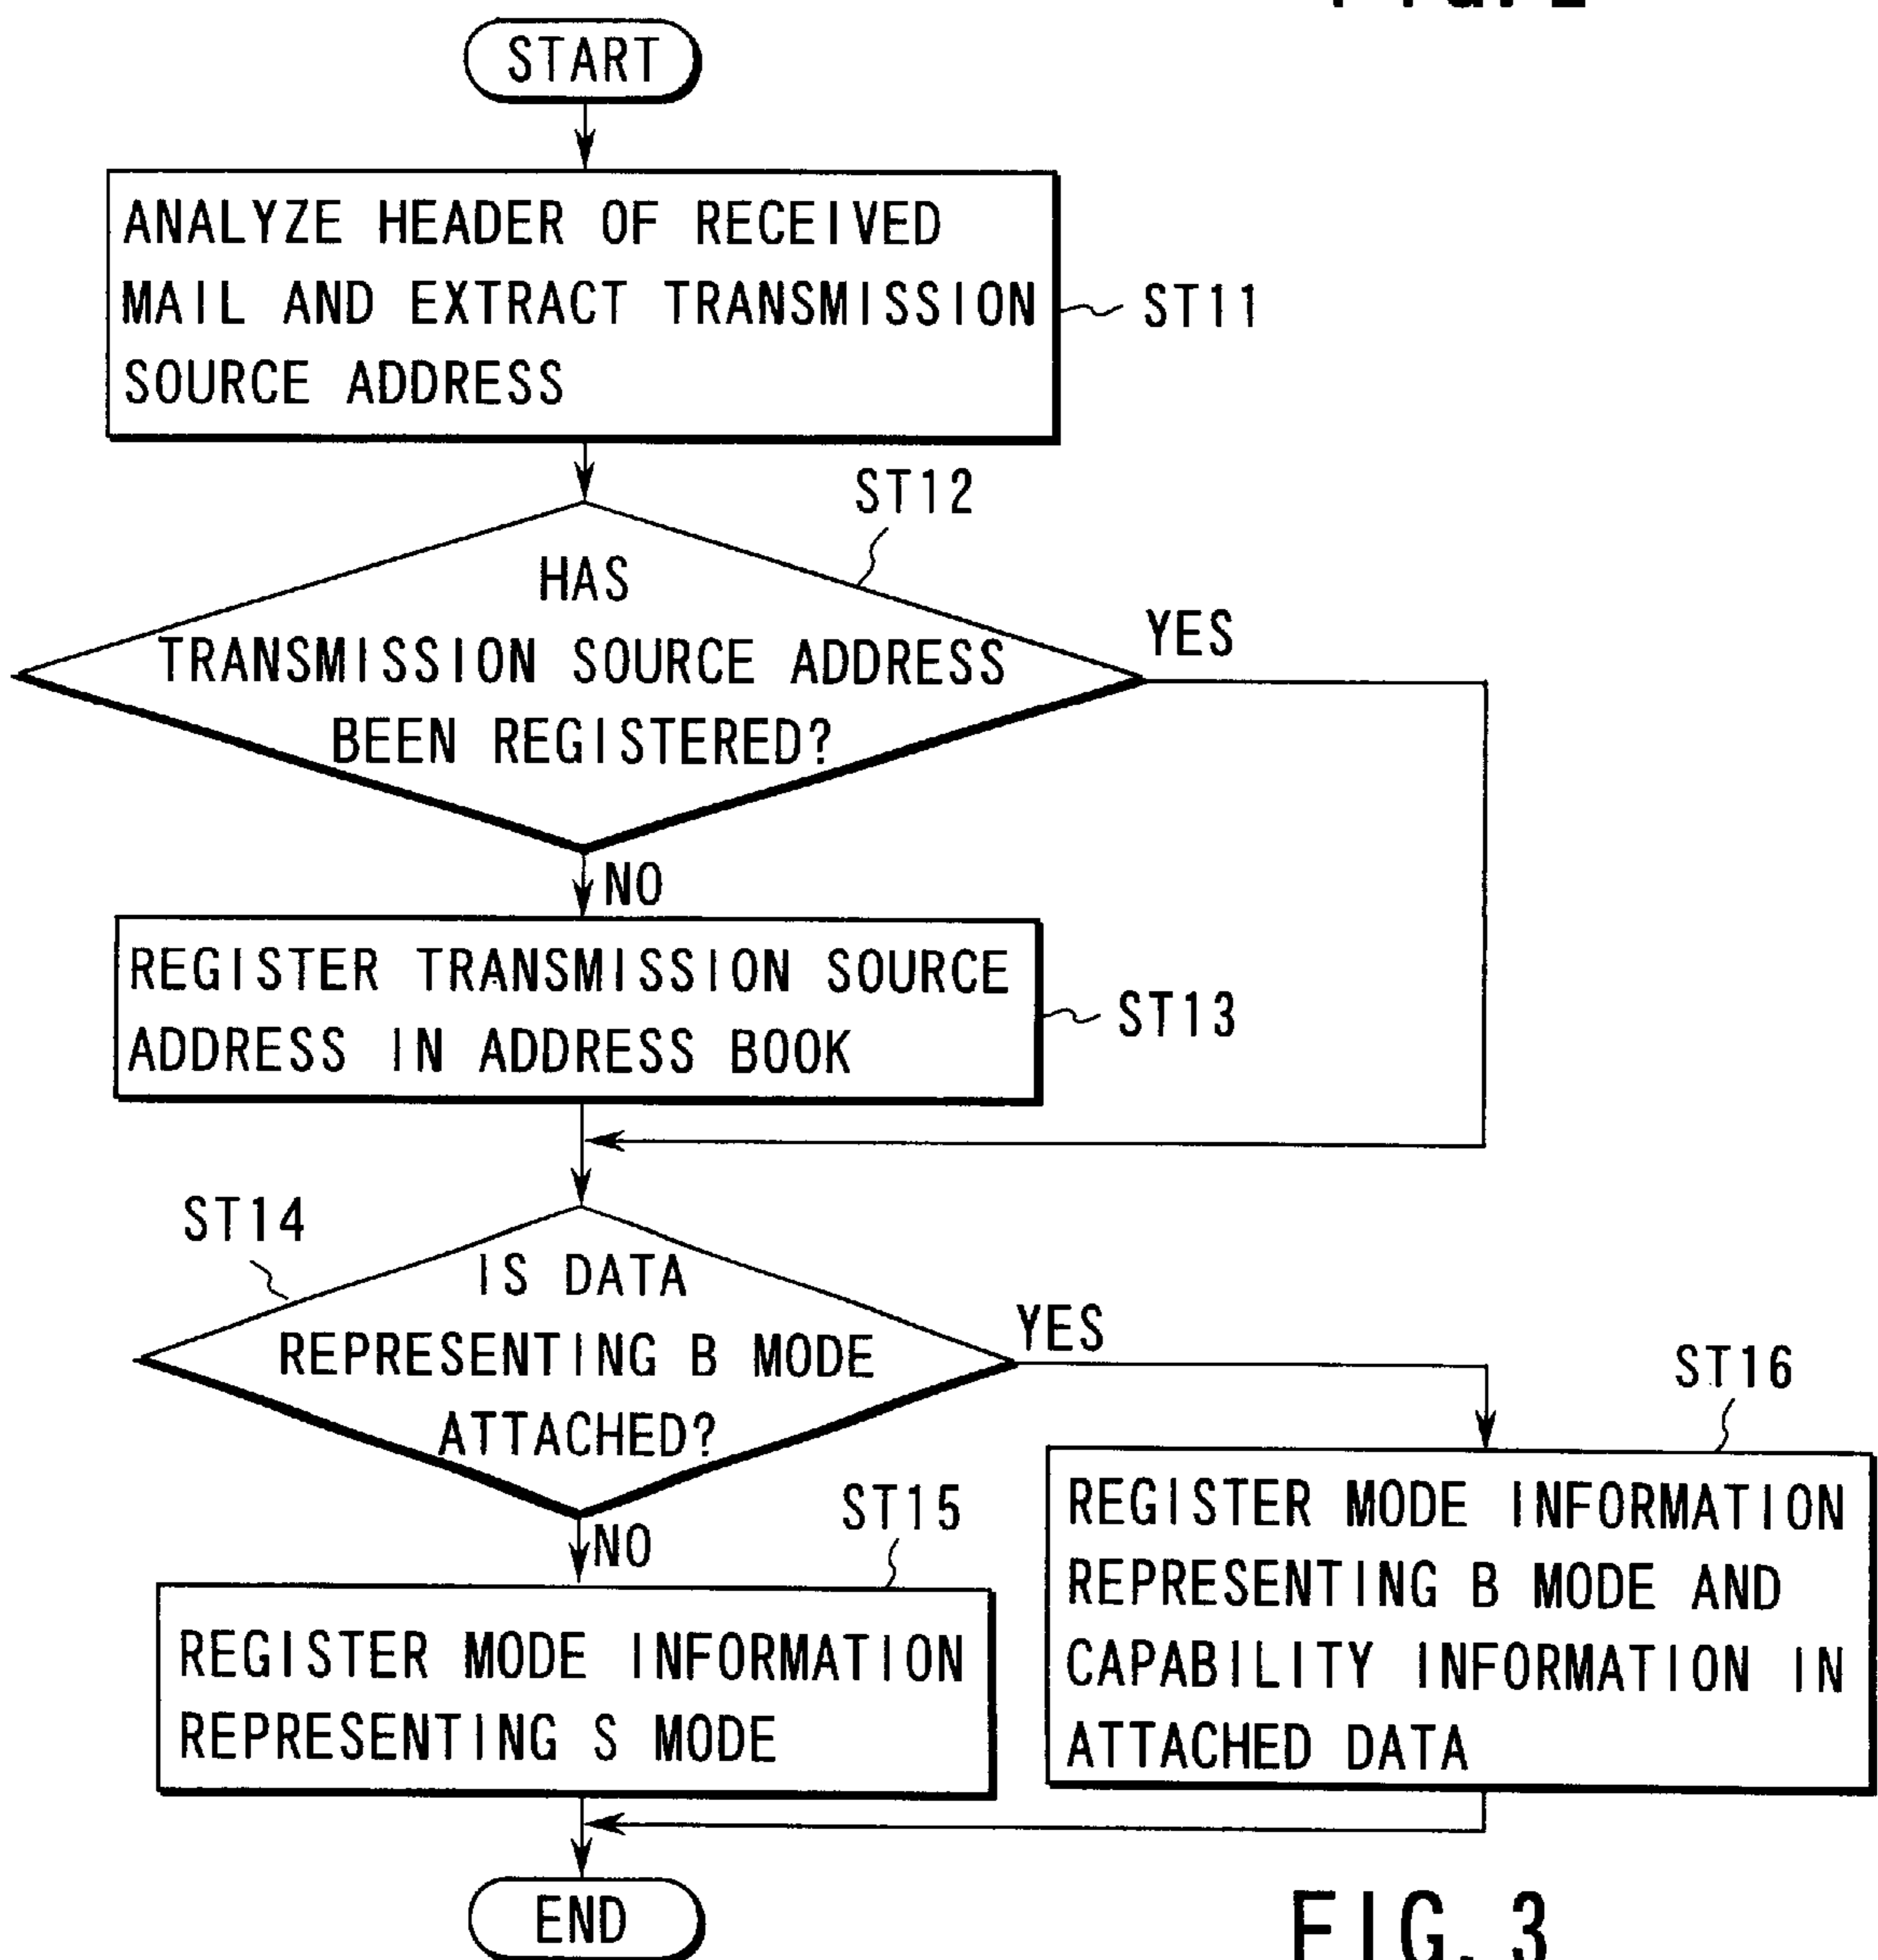 START
ANALYZE HEADER OF RECEIVED
MAIL AND EXTRACT TRANSMISSION
SOURCE ADDRESS
ST11
ST12
HAS
TRANSMISSION SOURCE ADDRESS
BEEN REGISTERED?
YES
NO
REGISTER TRANSMISSION SOURCE
ADDRESS IN ADDRESS BOOK
ST13
ST14
IS DATA
REPRESENTING B MODE
ATTACHED?
YES
NO
ST15
REGISTER MODE INFORMATION
REPRESENTING S MODE
ST16
REGISTER MODE INFORMATION
REPRESENTING B MODE AND
CAPABILITY INFORMATION IN
ATTACHED DATA
END
FIG. 3